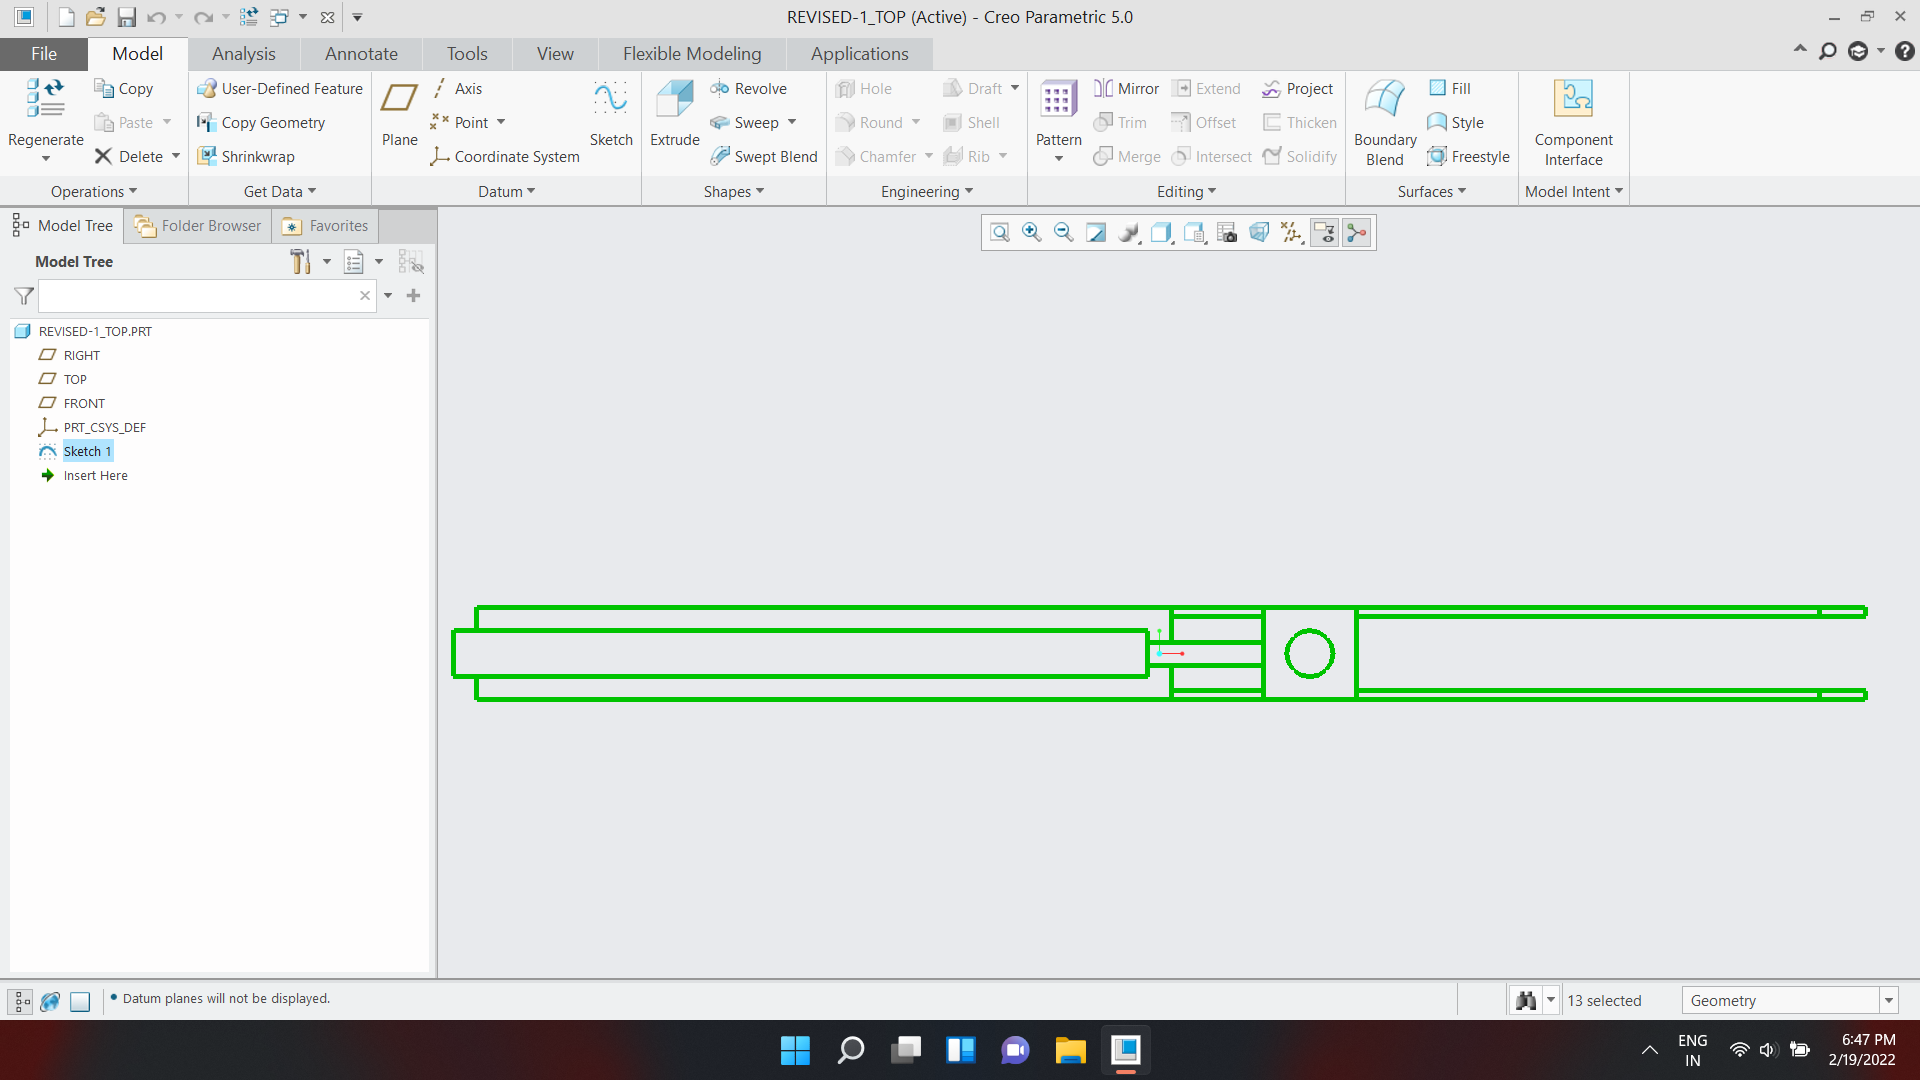 REVISED-1_TOP (Active) - Creo Parametric 5.0
File Model Analysis Annotate Tools View Flexible Modeling Applications
Regenerate
Copy
Paste
Delete
Operations
User-Defined Feature
Copy Geometry
Shrinkwrap
Get Data
Plane
Axis
Point
Coordinate System
Sketch
Datum
Extrude
Revolve
Sweep
Swept Blend
Shapes
Hole
Round
Chamfer
Draft
Shell
Rib
Engineering
Pattern
Mirror
Trim
Merge
Extend
Offset
Intersect
Project
Thicken
Solidify
Editing
Boundary
Blend
Fill
Style
Freestyle
Surfaces
Component
Interface
Model Intent
Model Tree Folder Browser Favorites
Model Tree
REVISED-1_TOP.PRT
RIGHT
TOP
FRONT
PRT_CSYS_DEF
Sketch 1
Insert Here
Datum planes will not be displayed.
13 selected
Geometry
ENG
IN
6:47 PM
2/19/2022